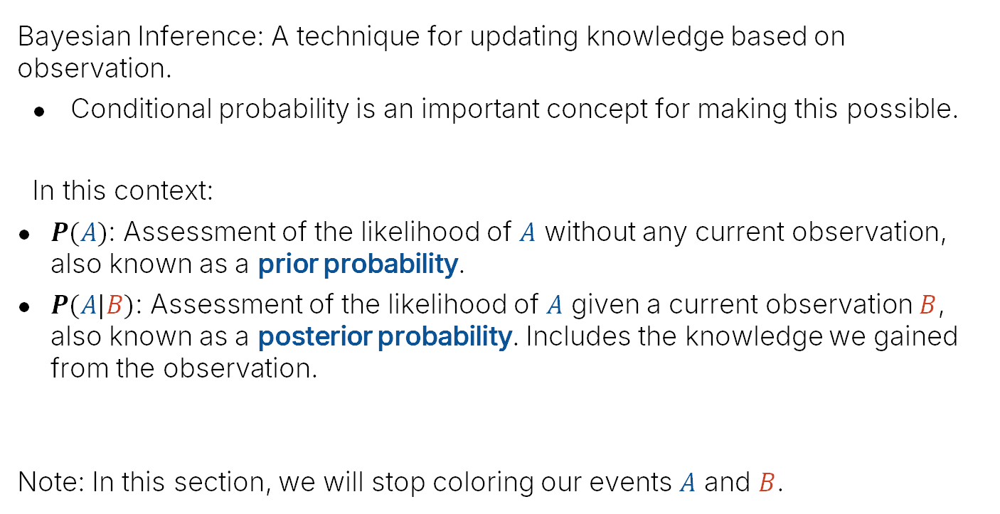 Bayesian Inference: A technique for updating knowledge based on
observation.
• Conditional probability is an important concept for making this possible.
In this context:
• P(A): Assessment of the likelihood of A without any current observation,
also known as a prior probability.
• P(A|B): Assessment of the likelihood of A given a current observation B,
also known as a posterior probability. Includes the knowledge we gained
from the observation.
Note: In this section, we will stop coloring our events A and B.